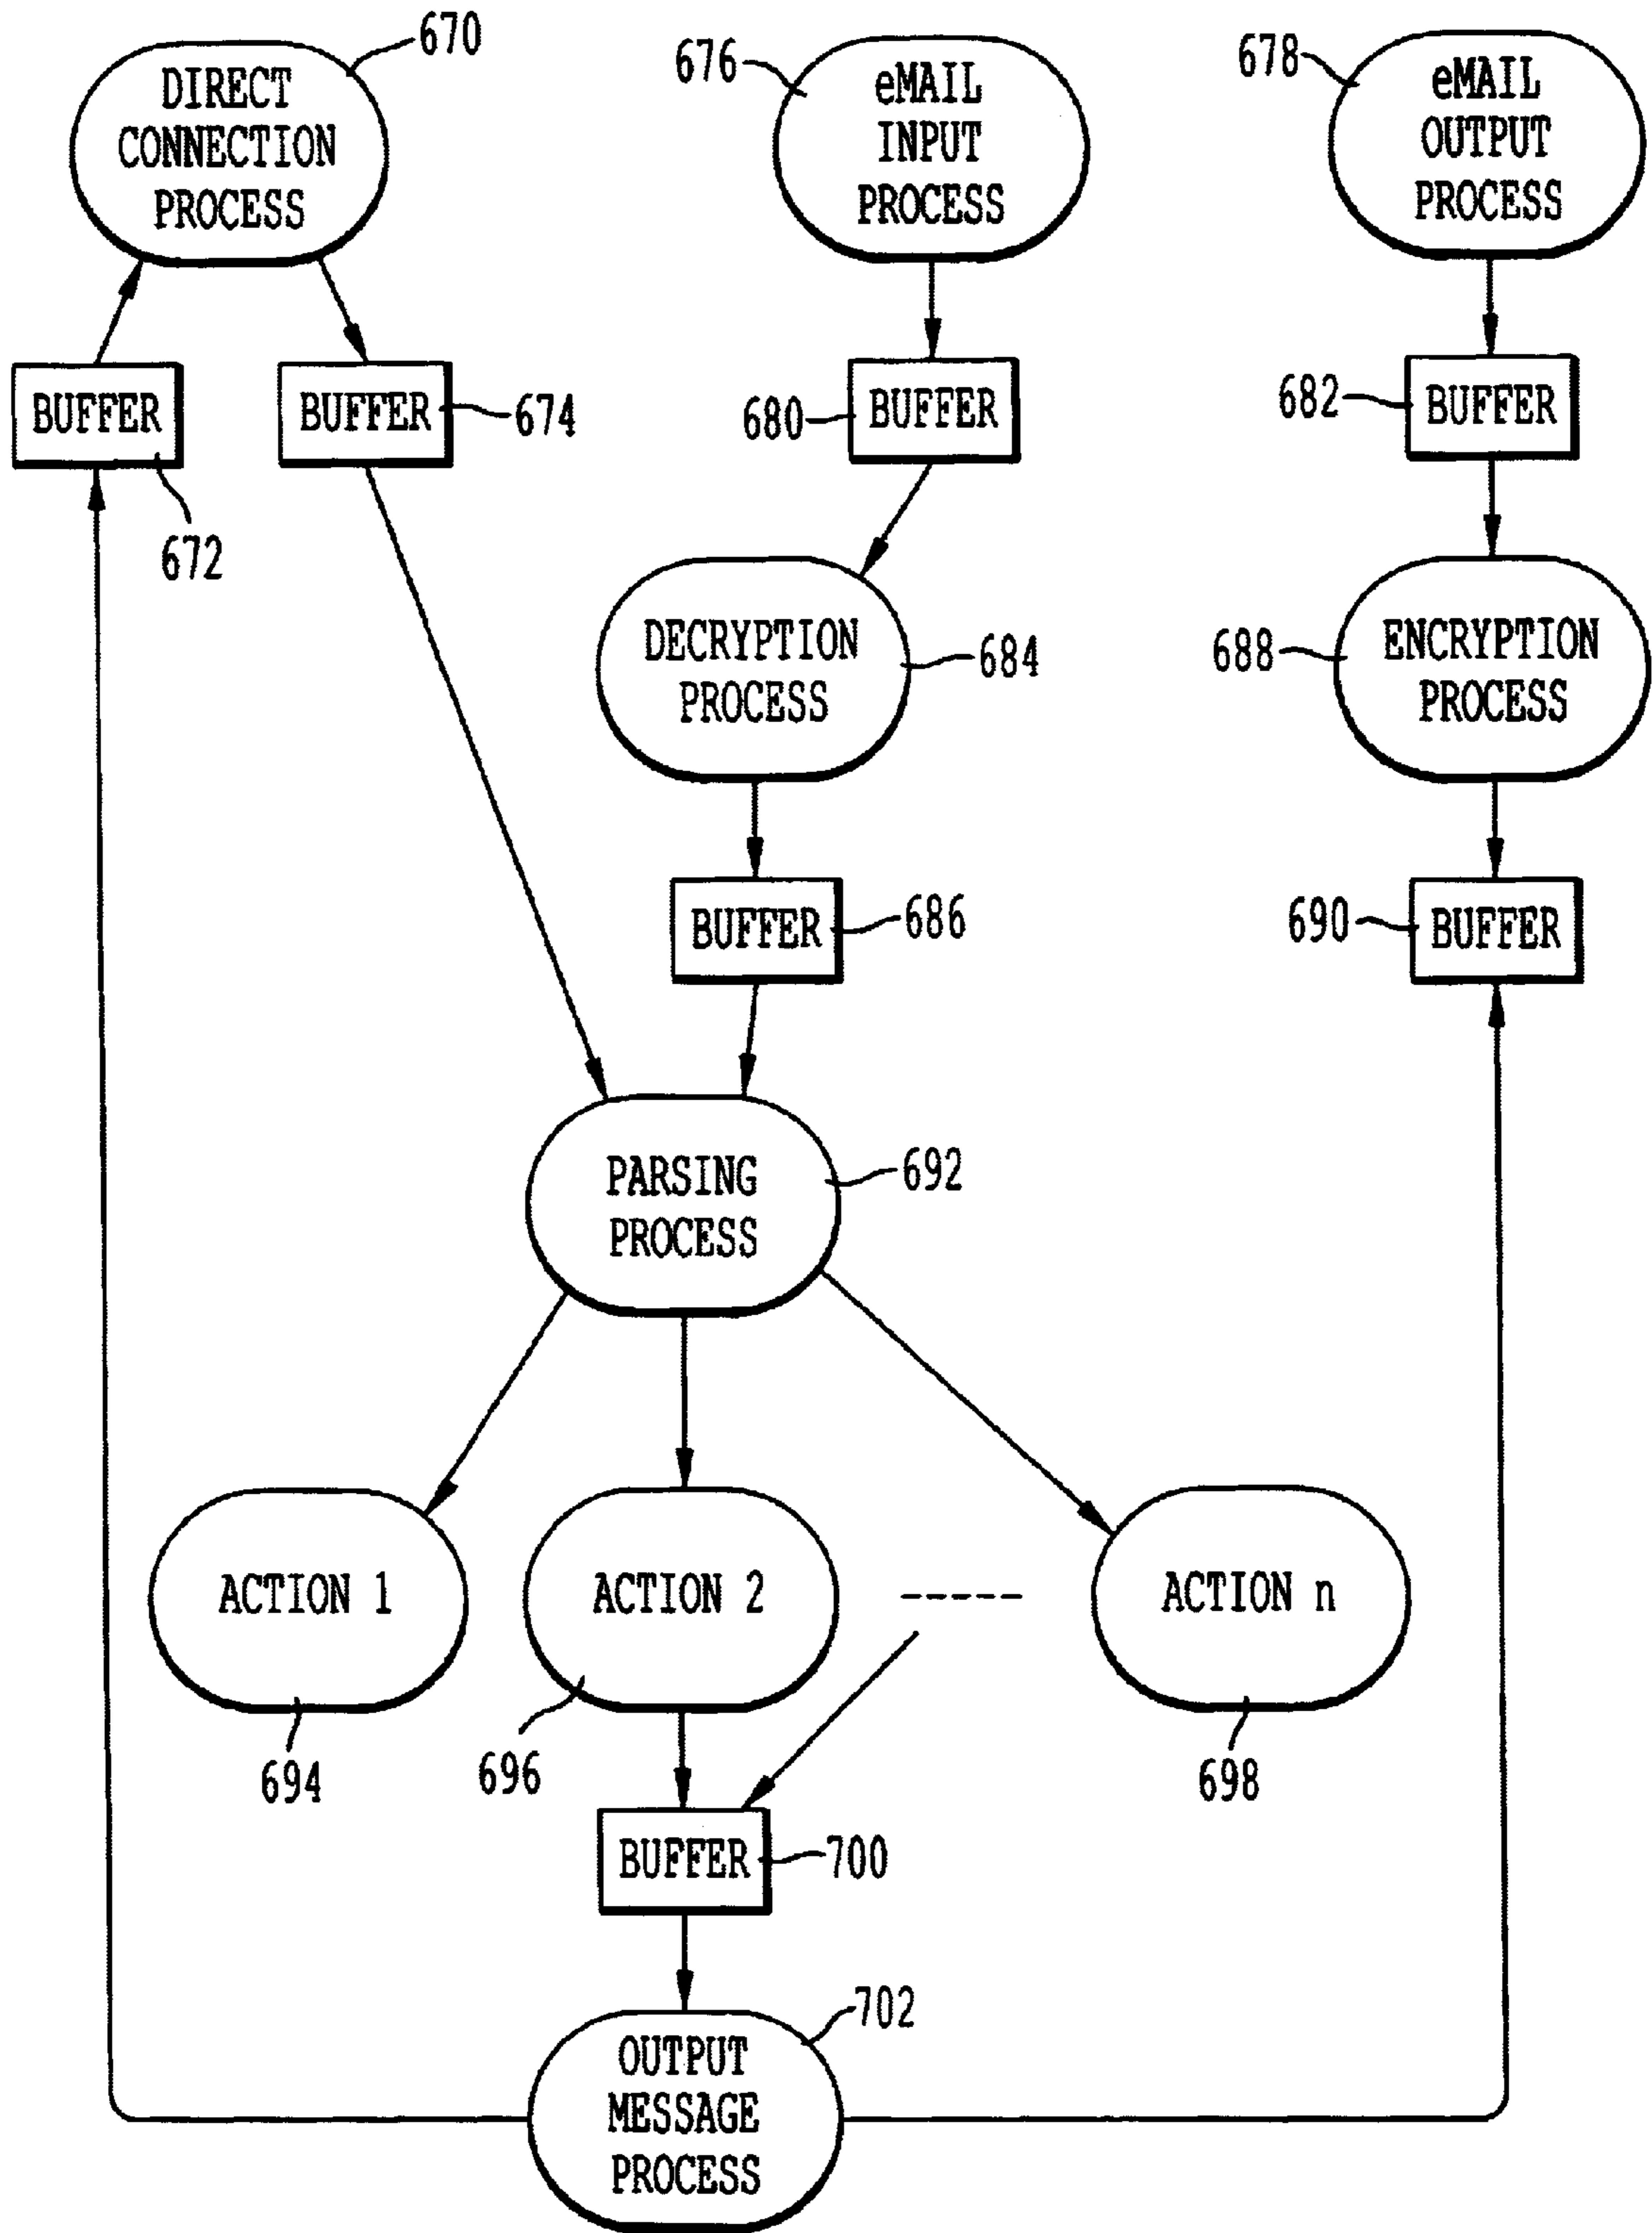 670
DIRECT
CONNECTION
PROCESS
676
eMAIL
INPUT
PROCESS
678
eMAIL
OUTPUT
PROCESS
BUFFER
672
BUFFER
674
680
BUFFER
682
BUFFER
DECRYPTION
PROCESS
684
688
ENCRYPTION
PROCESS
BUFFER
686
690
BUFFER
PARSING
PROCESS
692
ACTION 1
694
ACTION 2
696
-----
ACTION n
698
BUFFER
700
702
OUTPUT
MESSAGE
PROCESS